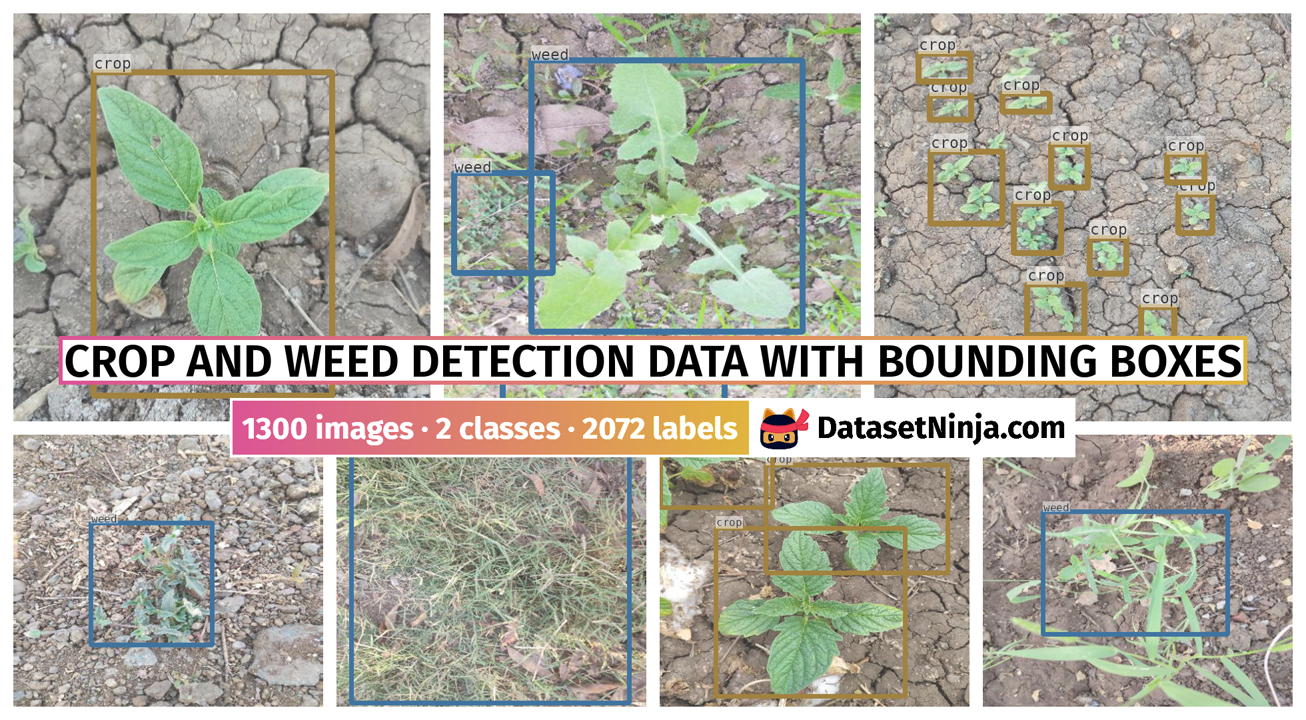 crop
weed
weed
crop
crop
crop
crop
crop
crop
crop
crop
crop
crop
crop
CROP AND WEED DETECTION DATA WITH BOUNDING BOXES
1300 images · 2 classes · 2072 labels
DatasetNinja.com
weed
crop
crop
weed